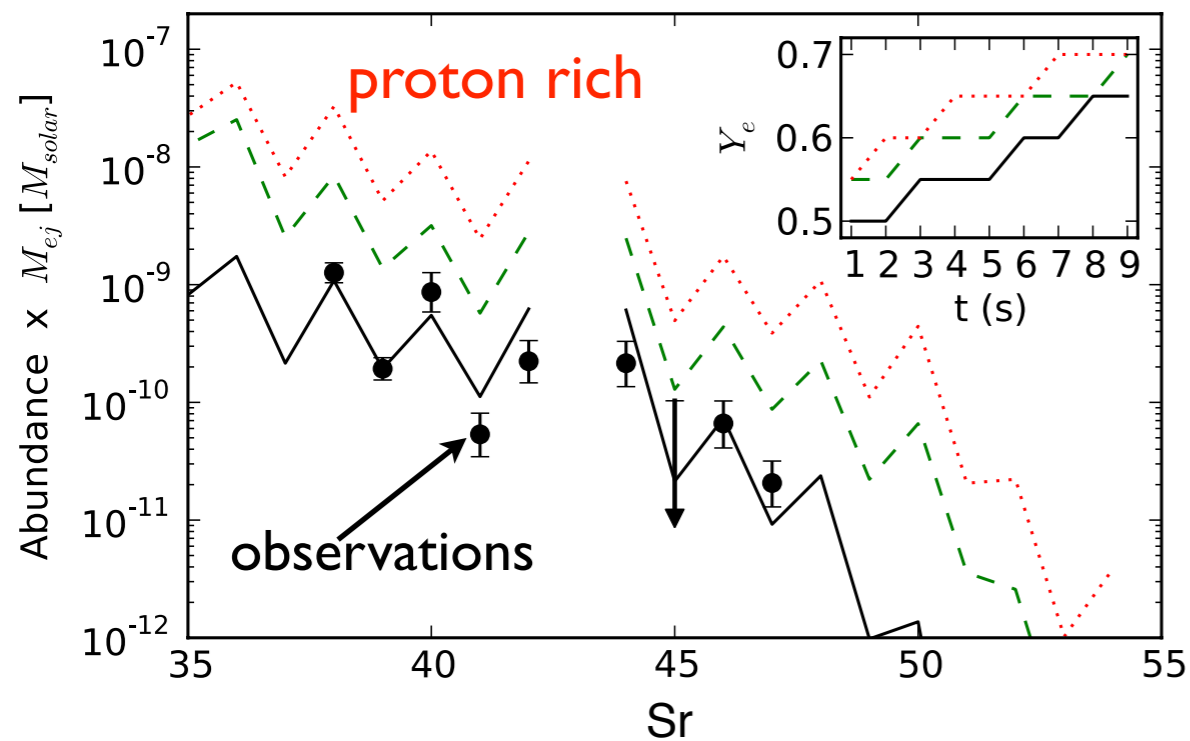 proton rich
observations
Abundance x M_ej [M_solar]
10^-7
10^-8
10^-9
10^-10
10^-11
10^-12
35 40 45 50 55
Sr
Y_e
0.7
0.6
0.5
1 2 3 4 5 6 7 8 9
t (s)